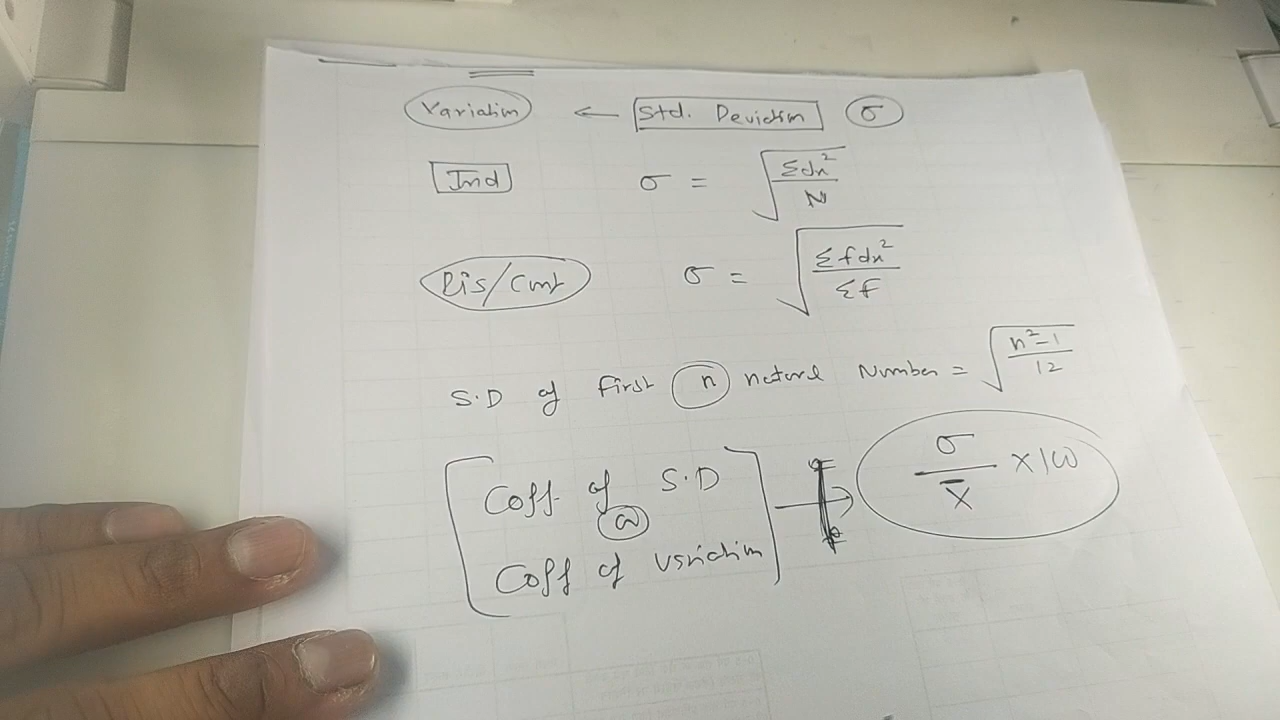 Variation ← Std. Deviation σ
Ind σ = √(Σdx²/N)
Dis/Cont σ = √(Σfdx²/Σf)
S.D of first n natural Number = √(n²-1/12)
Coff of S.D
Coff of variation
→ σ/x̄ × 100